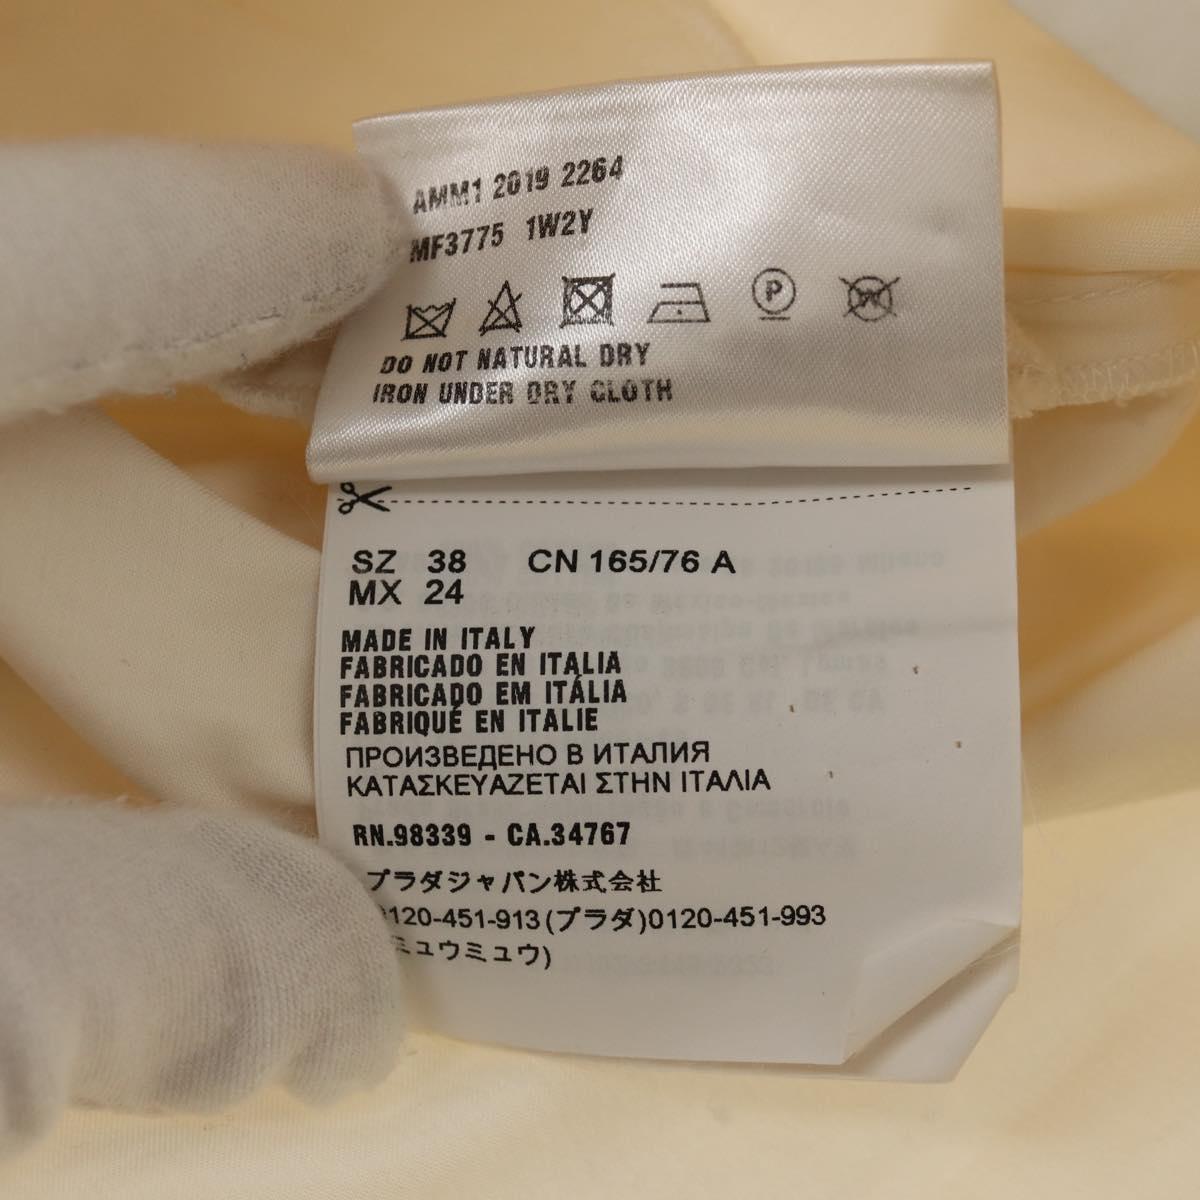 AMM1 2019 2264
MF3775 1W2Y
P
W
DO NOT NATURAL DRY
IRON UNDER DRY CLOTH
SZ 38 CN 165/76 A
MX 24
MADE IN ITALY
FABRICADO EN ITALIA
FABRICADO EM ITÁLIA
FABRIQUÉ EN ITALIE
ПРОИЗВЕДЕНО В ИТАЛИЯ
ΚΑΤΑΣΚΕΥΑΖΕΤΑΙ ΣΤΗΝ ΙΤΑΛΙΑ
RN.98339 - CA.34767
プラダジャパン株式会社
0120-451-913(プラダ)0120-451-993
ミュウミュウ)